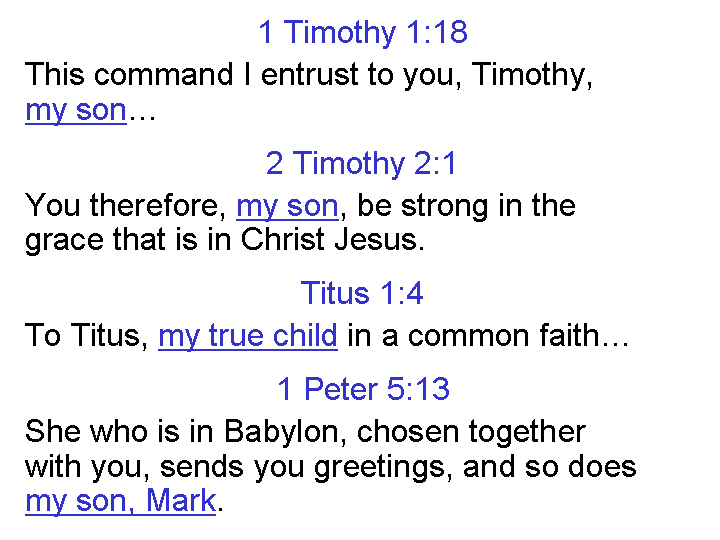 1 Timothy 1:18
This command I entrust to you, Timothy,
my son…
2 Timothy 2:1
You therefore, my son, be strong in the
grace that is in Christ Jesus.
Titus 1:4
To Titus, my true child in a common faith…
1 Peter 5:13
She who is in Babylon, chosen together
with you, sends you greetings, and so does
my son, Mark.